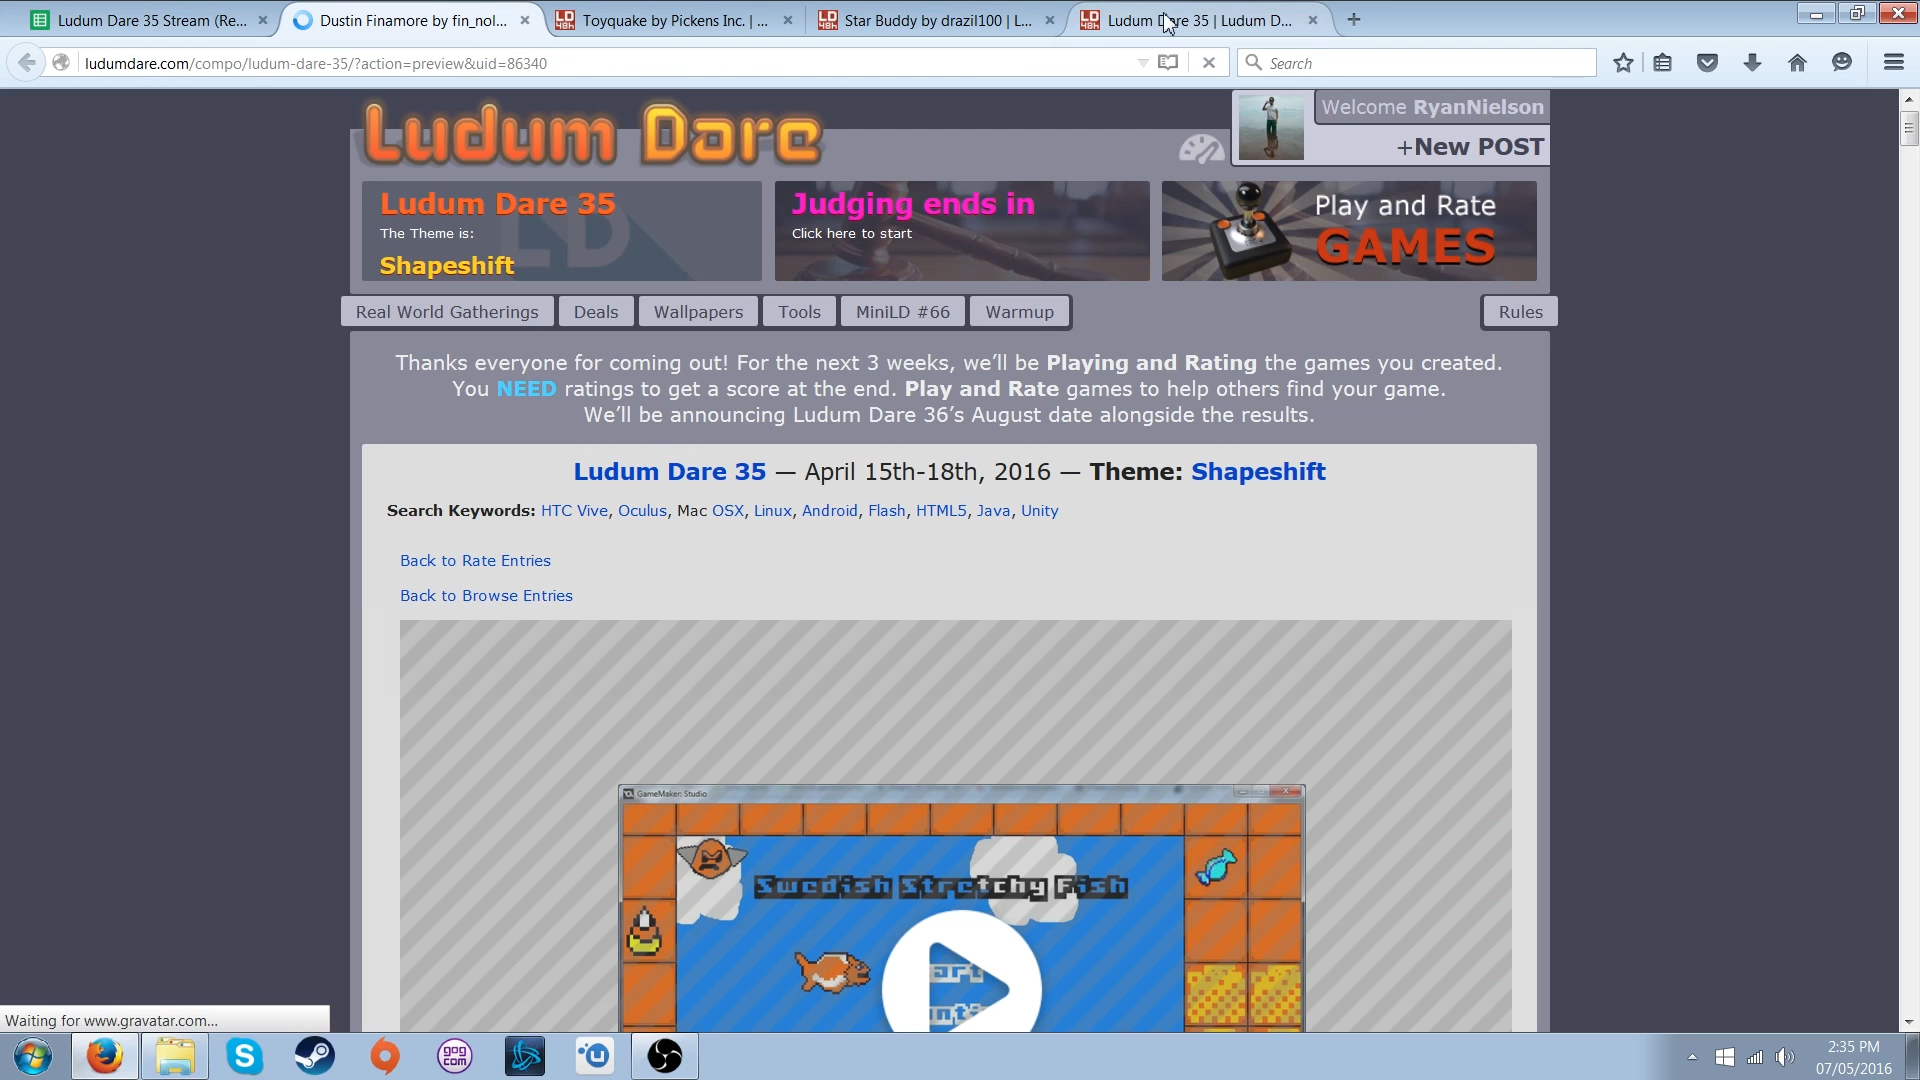 Ludum Dare 35 Stream (Re...
Dustin Finamore by fin_nol...
Toyquake by Pickens Inc. | ...
Star Buddy by drazil100 | L...
Ludum Dare 35 | Ludum D...
ludumdare.com/compo/ludum-dare-35/?action=preview&uid=86340
Search
Ludum Dare
Welcome RyanNielson
+New POST
Ludum Dare 35
The Theme is:
Shapeshift
Judging ends in
Click here to start
Play and Rate
GAMES
Real World Gatherings
Deals
Wallpapers
Tools
MiniLD #66
Warmup
Rules
Thanks everyone for coming out! For the next 3 weeks, we'll be Playing and Rating the games you created.
You NEED ratings to get a score at the end. Play and Rate games to help others find your game.
We'll be announcing Ludum Dare 36's August date alongside the results.
Ludum Dare 35 — April 15th-18th, 2016 — Theme: Shapeshift
Search Keywords: HTC Vive, Oculus, Mac OSX, Linux, Android, Flash, HTML5, Java, Unity
Back to Rate Entries
Back to Browse Entries
GameMaker: Studio
Swedish Stretchy Fish
Waiting for www.gravatar.com...
gog
com
2:35 PM
07/05/2016